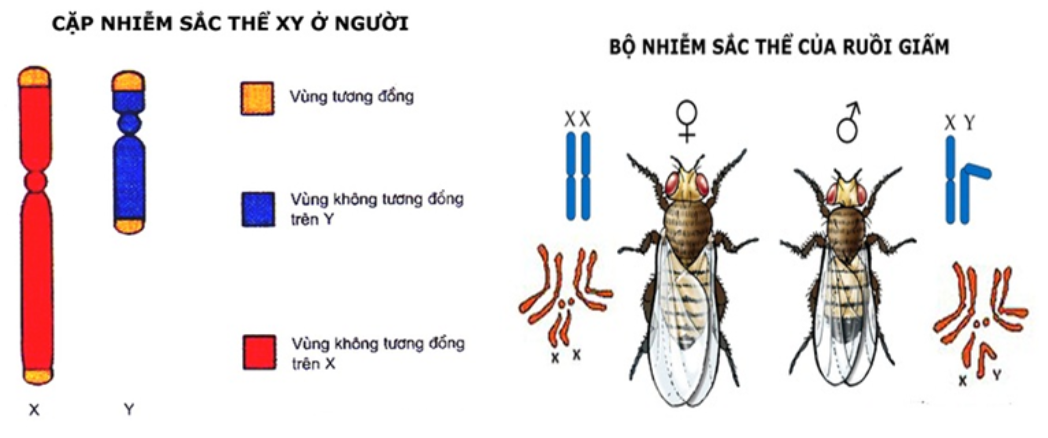 CẶP NHIỄM SẮC THỂ XY Ở NGƯỜI
Vùng tương đồng
Vùng không tương đồng
trên Y
Vùng không tương đồng
trên X
X
Y
BỘ NHIỄM SẮC THỂ CỦA RUỒI GIẤM
X X
♀
♂
X Y
X X
X Y